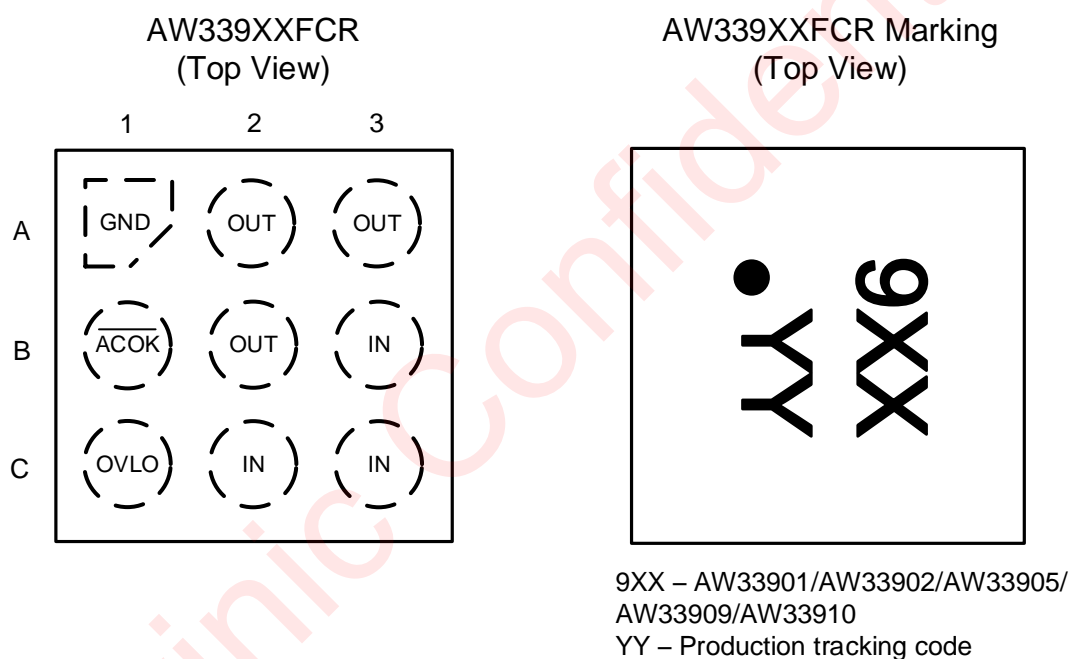 AW339XXFCR
(Top View)
1 2 3
A GND OUT OUT
B ACOK OUT IN
C OVLO IN IN
AW339XXFCR Marking
(Top View)
9XX
YY
9XX – AW33901/AW33902/AW33905/
AW33909/AW33910
YY – Production tracking code